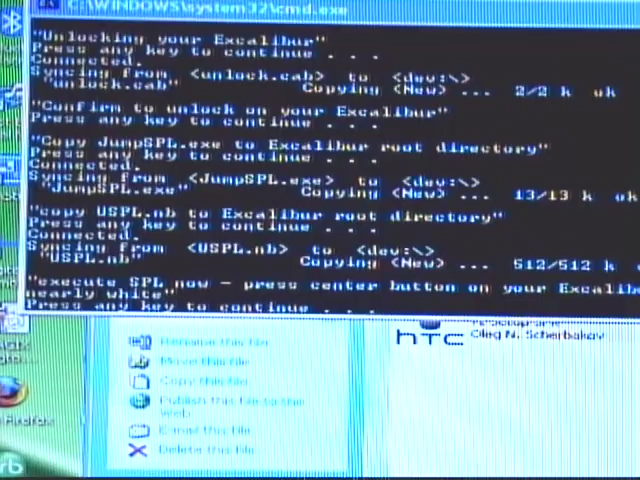 C:\WINDOWS\system32\cmd.exe
"Unlocking your Excalibur"
Press any key to continue . . .
Connected.
Syncing from <unlock.cab> to <dev:\>
"unlock.cab" Copying <New> ... 2/2 k ok
"Confirm to unlock on your Excalibur"
Press any key to continue . . .
"Copy JumpSPL.exe to Excalibur root directory"
Press any key to continue . . .
Connected.
Syncing from <JumpSPL.exe> to <dev:\>
"JumpSPL.exe" Copying <New> ... 13/13 k ok
"copy USPL.nb to Excalibur root directory"
Press any key to continue . . .
Connected.
Syncing from <USPL.nb> to <dev:\>
"USPL.nb" Copying <New> ... 512/512 k
"execute SPL now - press center button on your Excalib
nearly white"
Press any key to continue . . .
Rename this file
Move this file
Copy this file
Publish this file to the
Web
E-mail this file
Delete this file
hTC
Oleg N. Scherbakov
Firefox